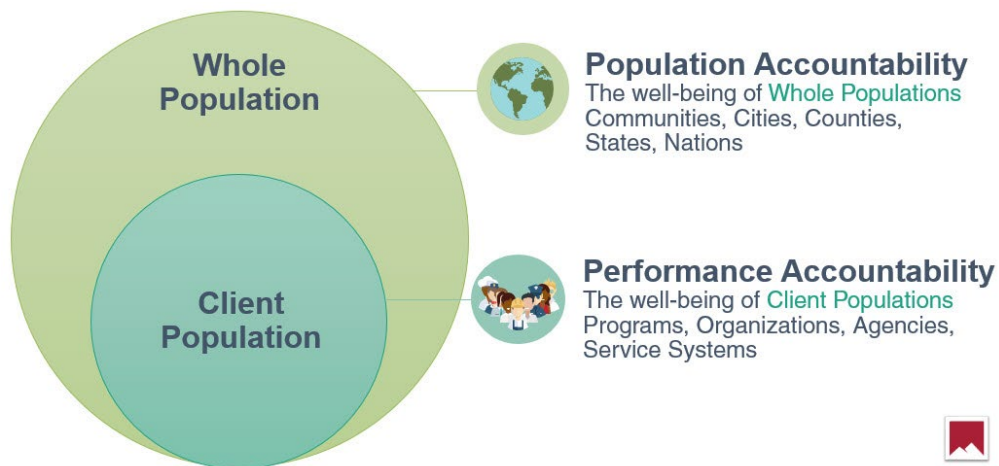 Whole
Population
Population Accountability
The well-being of Whole Populations
Communities, Cities, Counties,
States, Nations
Client
Population
Performance Accountability
The well-being of Client Populations
Programs, Organizations, Agencies,
Service Systems